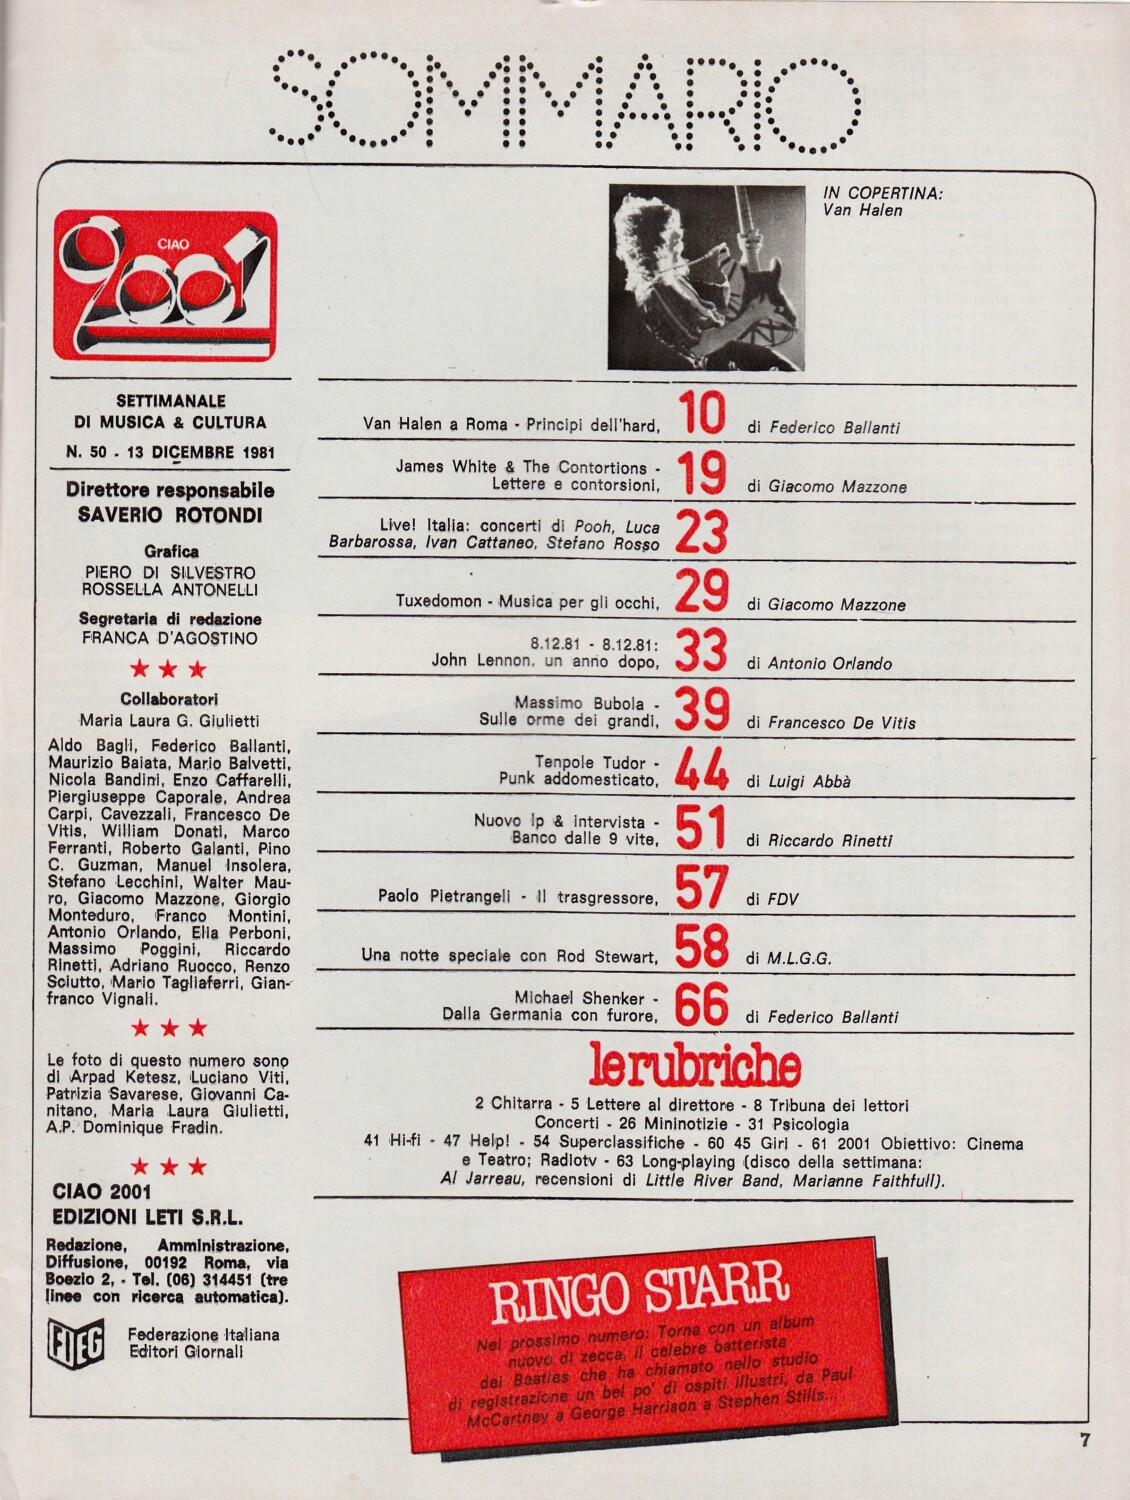 SOMMARIO
CIAO
2001
SETTIMANALE
DI MUSICA & CULTURA
N. 50 - 13 DICEMBRE 1981
Direttore responsabile
SAVERIO ROTONDI
Grafica
PIERO DI SILVESTRO
ROSSELLA ANTONELLI
Segretaria di redazione
FRANCA D'AGOSTINO
★ ★ ★
Collaboratori
Maria Laura G. Giulietti
Aldo Bagli, Federico Ballanti,
Maurizio Baiata, Mario Balvetti,
Nicola Bandini, Enzo Caffarelli,
Piergiuseppe Caporale, Andrea
Carpi, Cavezzali, Francesco De
Vitis, William Donati, Marco
Ferranti, Roberto Galanti, Pino
C. Guzman, Manuel Insolera,
Stefano Lecchini, Walter Mau-
ro, Giacomo Mazzone, Giorgio
Monteduro, Franco Montini,
Antonio Orlando, Elia Perboni,
Massimo Poggini, Riccardo
Rinetti, Adriano Ruocco, Renzo
Sciutto, Mario Tagliaferri, Gian-
franco Vignali.
★ ★ ★
Le foto di questo numero sono
di Arpad Ketesz, Luciano Viti,
Patrizia Savarese, Giovanni Ca-
nitano, Maria Laura Giulietti,
A.P. Dominique Fradin.
★ ★ ★
CIAO 2001
EDIZIONI LETI S.R.L.
Redazione, Amministrazione,
Diffusione, 00192 Roma, via
Boezio 2, - Tel. (06) 314451 (tre
linee con ricerca automatica).
FIEG
Federazione Italiana
Editori Giornali
IN COPERTINA:
Van Halen
Van Halen a Roma - Principi dell'hard, 10 di Federico Ballanti
James White & The Contortions -
Lettere e contorsioni, 19 di Giacomo Mazzone
Live! Italia: concerti di Pooh, Luca
Barbarossa, Ivan Cattaneo, Stefano Rosso 23
Tuxedomon - Musica per gli occhi, 29 di Giacomo Mazzone
8.12.81 - 8.12.81:
John Lennon, un anno dopo, 33 di Antonio Orlando
Massimo Bubola -
Sulle orme dei grandi, 39 di Francesco De Vitis
Tenpole Tudor -
Punk addomesticato, 44 di Luigi Abbà
Nuovo lp & intervista -
Banco dalle 9 vite, 51 di Riccardo Rinetti
Paolo Pietrangeli - Il trasgressore, 57 di FDV
Una notte speciale con Rod Stewart, 58 di M.L.G.G.
Michael Shenker -
Dalla Germania con furore, 66 di Federico Ballanti
le rubriche
2 Chitarra - 5 Lettere al direttore - 8 Tribuna dei lettori
Concerti - 26 Mininotizie - 31 Psicologia
41 Hi-fi - 47 Help! - 54 Superclassifiche - 60 45 Giri - 61 2001 Obiettivo: Cinema
e Teatro; Radiotv - 63 Long-playing (disco della settimana:
Al Jarreau, recensioni di Little River Band, Marianne Faithfull).
RINGO STARR
Nel prossimo numero: Torna con un album
nuovo di zecca, il celebre batterista
dei Beatles che ha chiamato nello studio
di registrazione un bel po' di ospiti illustri, da Paul
McCartney a George Harrison a Stephen Stills...
7